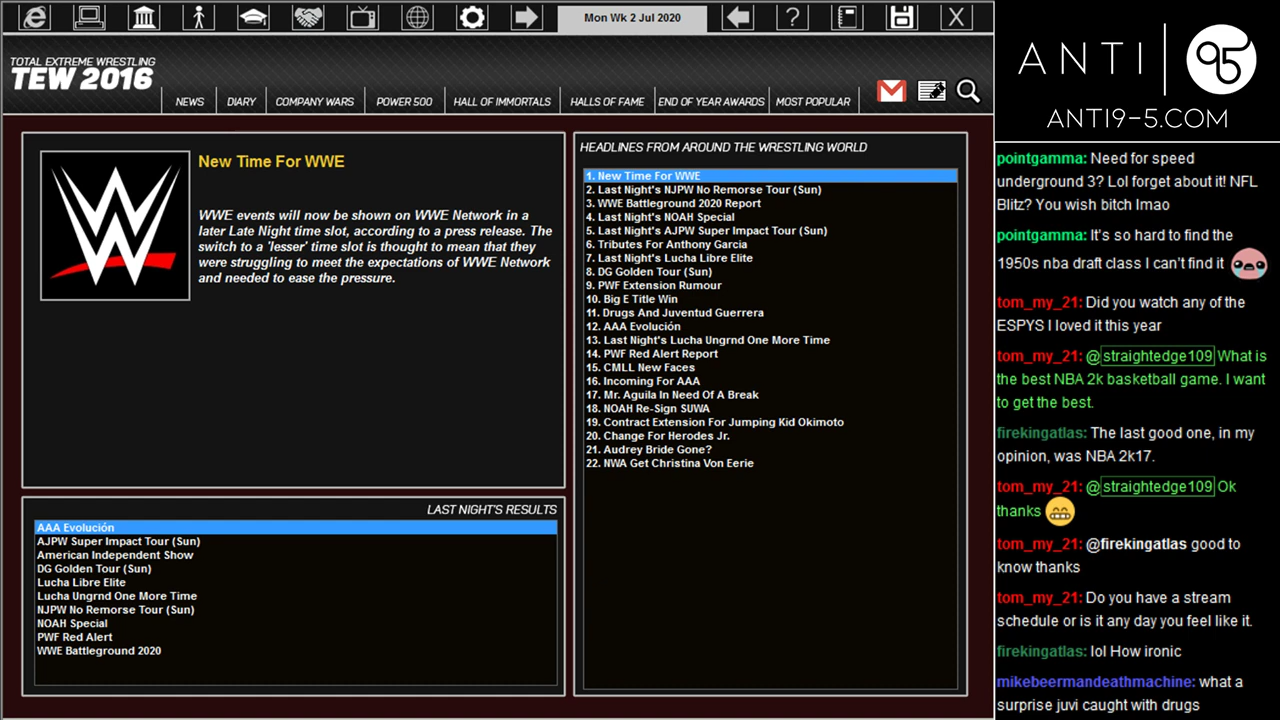 Mon Wk 2 Jul 2020
TOTAL EXTREME WRESTLING
TEW 2016
NEWS
DIARY
COMPANY WARS
POWER 500
HALL OF IMMORTALS
HALLS OF FAME
END OF YEAR AWARDS
MOST POPULAR
New Time For WWE
WWE events will now be shown on WWE Network in a
later Late Night time slot, according to a press release. The
switch to a 'lesser' time slot is thought to mean that they
were struggling to meet the expectations of WWE Network
and needed to ease the pressure.
LAST NIGHT'S RESULTS
AAA Evolución
AJPW Super Impact Tour (Sun)
American Independent Show
DG Golden Tour (Sun)
Lucha Libre Elite
Lucha Ungrnd One More Time
NJPW No Remorse Tour (Sun)
NOAH Special
PWF Red Alert
WWE Battleground 2020
HEADLINES FROM AROUND THE WRESTLING WORLD
1. New Time For WWE
2. Last Night's NJPW No Remorse Tour (Sun)
3. WWE Battleground 2020 Report
4. Last Night's NOAH Special
5. Last Night's AJPW Super Impact Tour (Sun)
6. Tributes For Anthony Garcia
7. Last Night's Lucha Libre Elite
8. DG Golden Tour (Sun)
9. PWF Extension Rumour
10. Big E Title Win
11. Drugs And Juventud Guerrera
12. AAA Evolución
13. Last Night's Lucha Ungrnd One More Time
14. PWF Red Alert Report
15. CMLL New Faces
16. Incoming For AAA
17. Mr. Aguila In Need Of A Break
18. NOAH Re-Sign SUWA
19. Contract Extension For Jumping Kid Okimoto
20. Change For Herodes Jr.
21. Audrey Bride Gone?
22. NWA Get Christina Von Eerie
ANTI 95
ANTI9-5.COM
pointgamma: Need for speed
underground 3? Lol forget about it! NFL
Blitz? You wish bitch lmao
pointgamma: It's so hard to find the
1950s nba draft class I can't find it
tom_my_21: Did you watch any of the
ESPYS I loved it this year
tom_my_21: @straightedge109 What is
the best NBA 2k basketball game. I want
to get the best.
firekingatlas: The last good one, in my
opinion, was NBA 2k17.
tom_my_21: @straightedge109 Ok
thanks
tom_my_21: @firekingatlas good to
know thanks
tom_my_21: Do you have a stream
schedule or is it any day you feel like it.
firekingatlas: lol How ironic
mikebeermandeathmachine: what a
surprise juvi caught with drugs